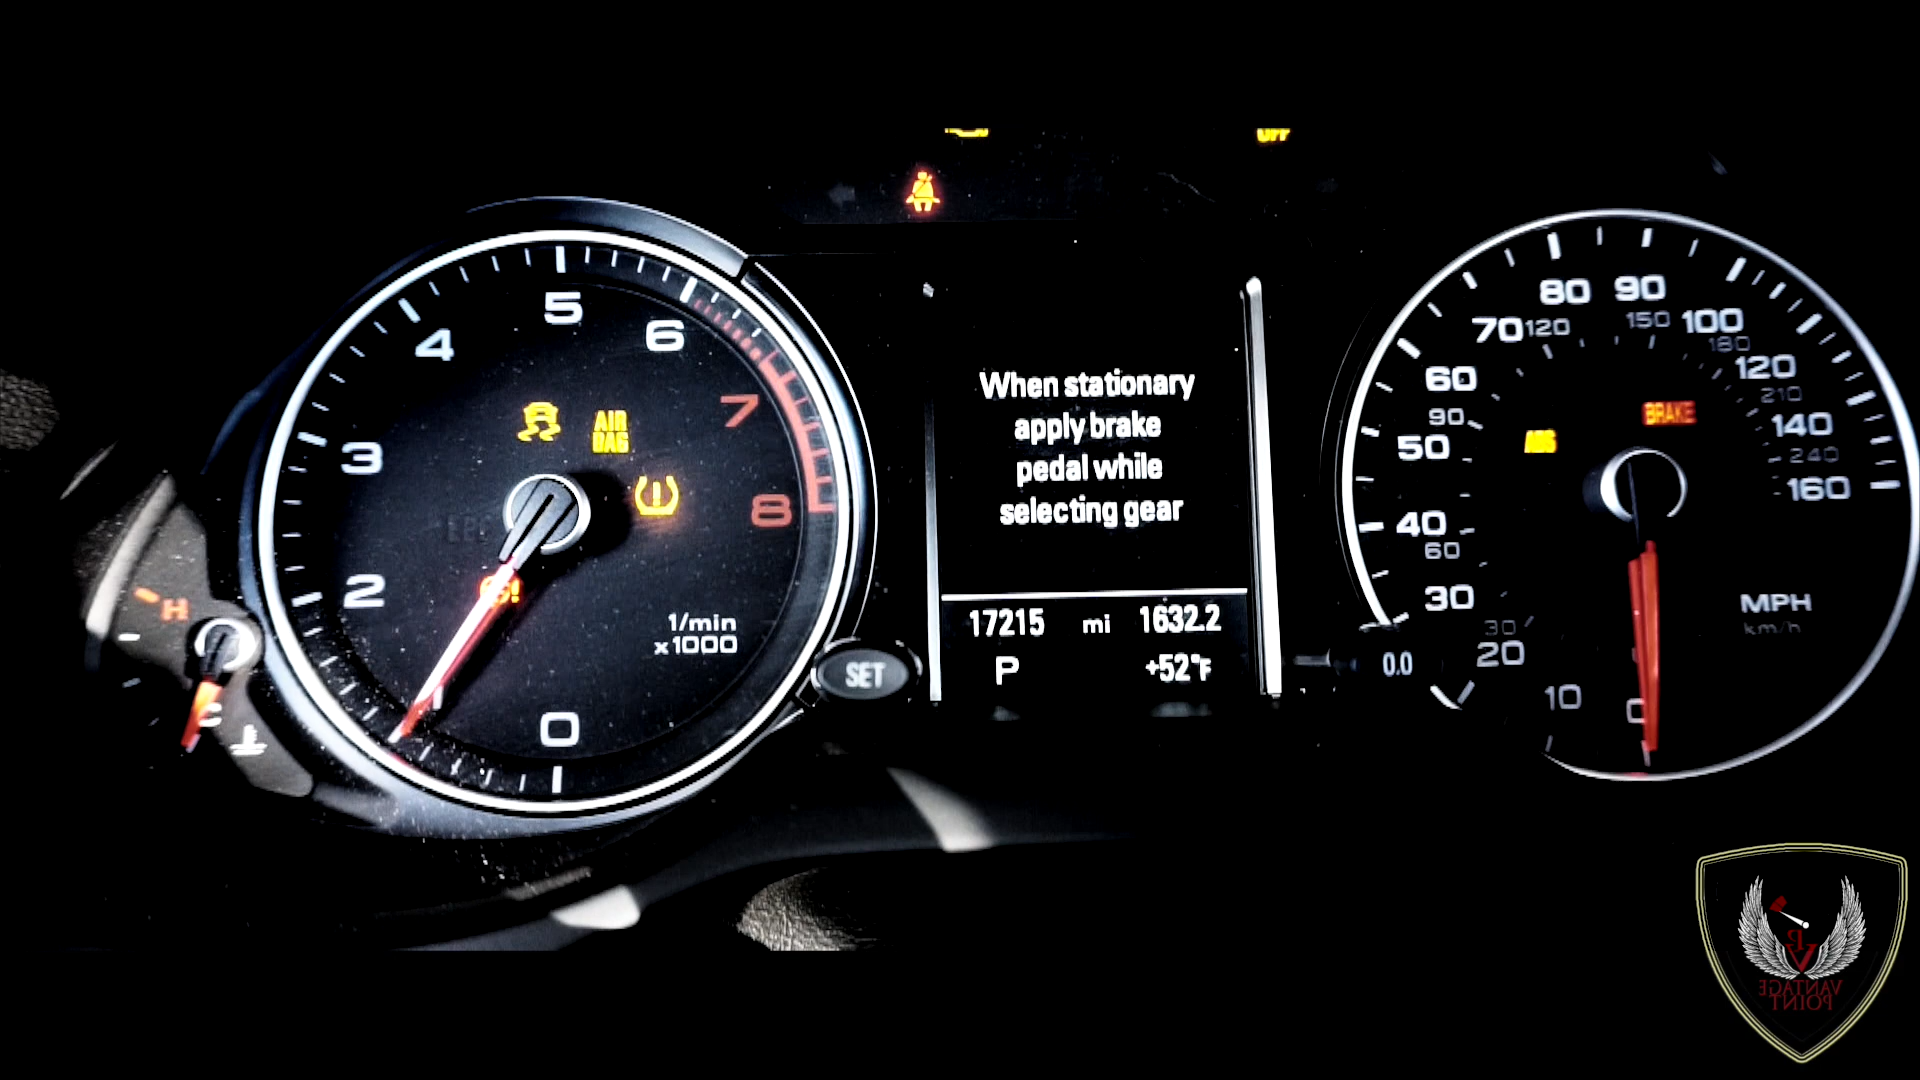 OFF
When stationary
apply brake
pedal while
selecting gear
17215 mi 1632.2
P +52°F
0.0
SET
0
2
3
4
5
6
7
8
1/min
x1000
AIR
BAG
H
C
0
10
20
30
40
50
60
70
80
90
100
120
140
160
30
60
90
120
150
180
210
240
MPH
km/h
ABS
BRAKE
VANTAGE
POINT